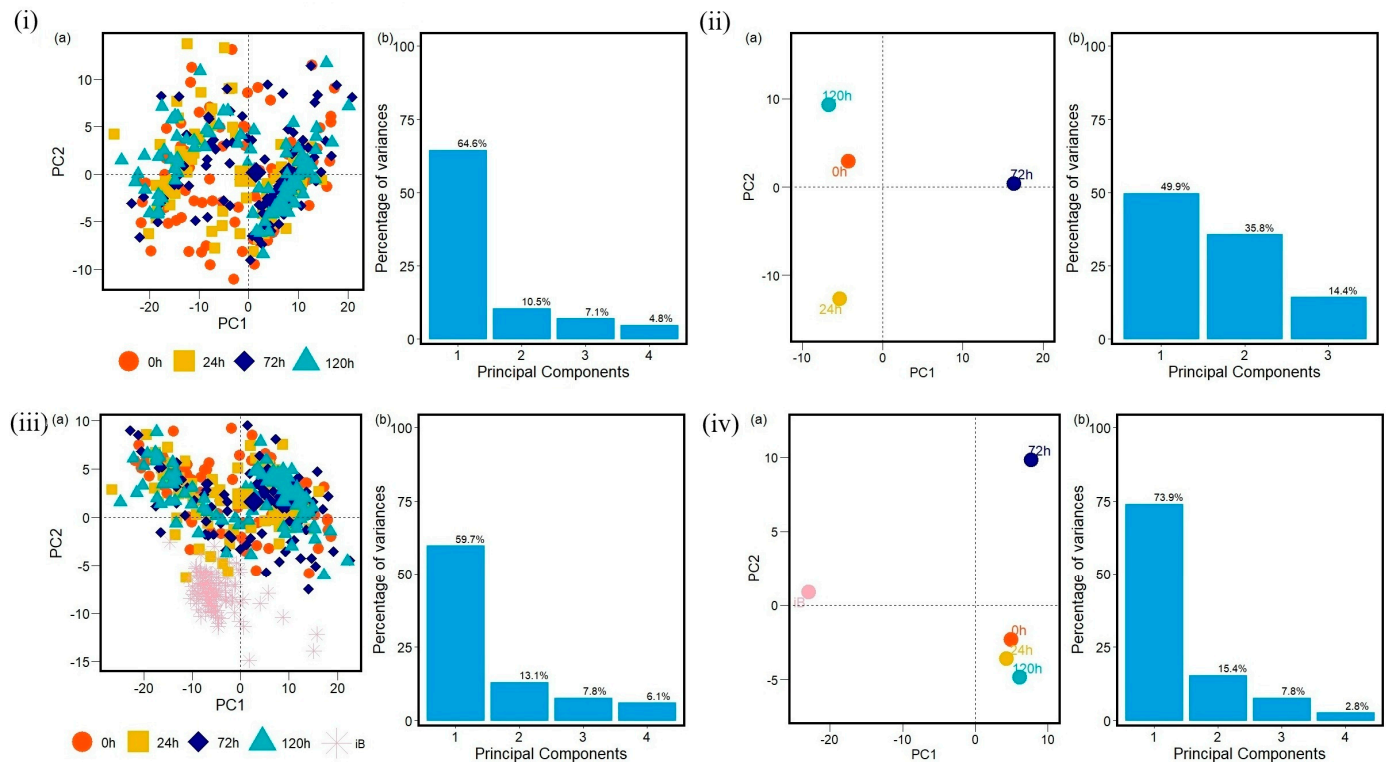 (i)
(a)
PC2
10
5
0
-5
-10
-20
-10
0
10
20
PC1
0h
24h
72h
120h
(b)
Percentage of variances
100
75
50
25
0
64.6%
10.5%
7.1%
4.8%
1
2
3
4
Principal Components
(ii)
(a)
PC2
10
0
-10
120h
0h
72h
24h
-10
0
10
20
PC1
(b)
Percentage of variances
100
75
50
25
0
49.9%
35.8%
14.4%
1
2
3
Principal Components
(iii)
(a)
PC2
10
5
0
-5
-10
-15
-20
-10
0
10
20
PC1
0h
24h
72h
120h
iB
(b)
Percentage of variances
100
75
50
25
0
59.7%
13.1%
7.8%
6.1%
1
2
3
4
Principal Components
(iv)
(a)
PC2
10
5
0
-5
72h
iB
0h
24h
120h
-20
-10
0
10
PC1
(b)
Percentage of variances
100
75
50
25
0
73.9%
15.4%
7.8%
2.8%
1
2
3
4
Principal Components